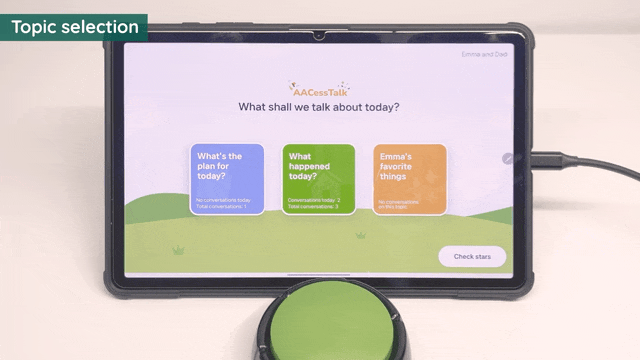 Topic selection
Emma and Dad
AACessTalk
What shall we talk about today?
What's the
plan for
today?
No conversations today
Total conversations: 1
What
happened
today?
Conversations today: 2
Total conversations: 3
Emma's
favorite
things
No conversations
on this topic
Check stars